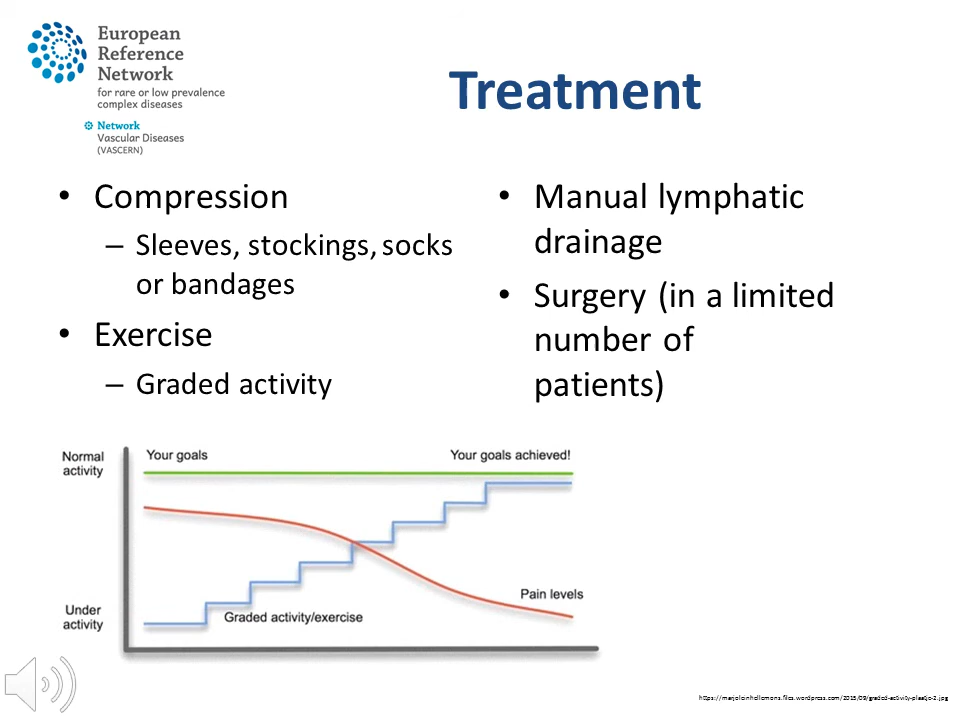 European
Reference
Network
for rare or low prevalence
complex diseases
Network
Vascular Diseases
(VASCERN)
Treatment
• Compression
– Sleeves, stockings, socks
or bandages
• Exercise
– Graded activity
• Manual lymphatic
drainage
• Surgery (in a limited
number of
patients)
Normal
activity
Your goals
Your goals achieved!
Under
activity
Graded activity/exercise
Pain levels